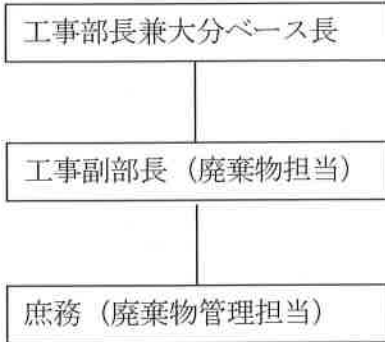 工事部長兼大分ベース長
工事副部長（廃棄物担当）
庶務（廃棄物管理担当）